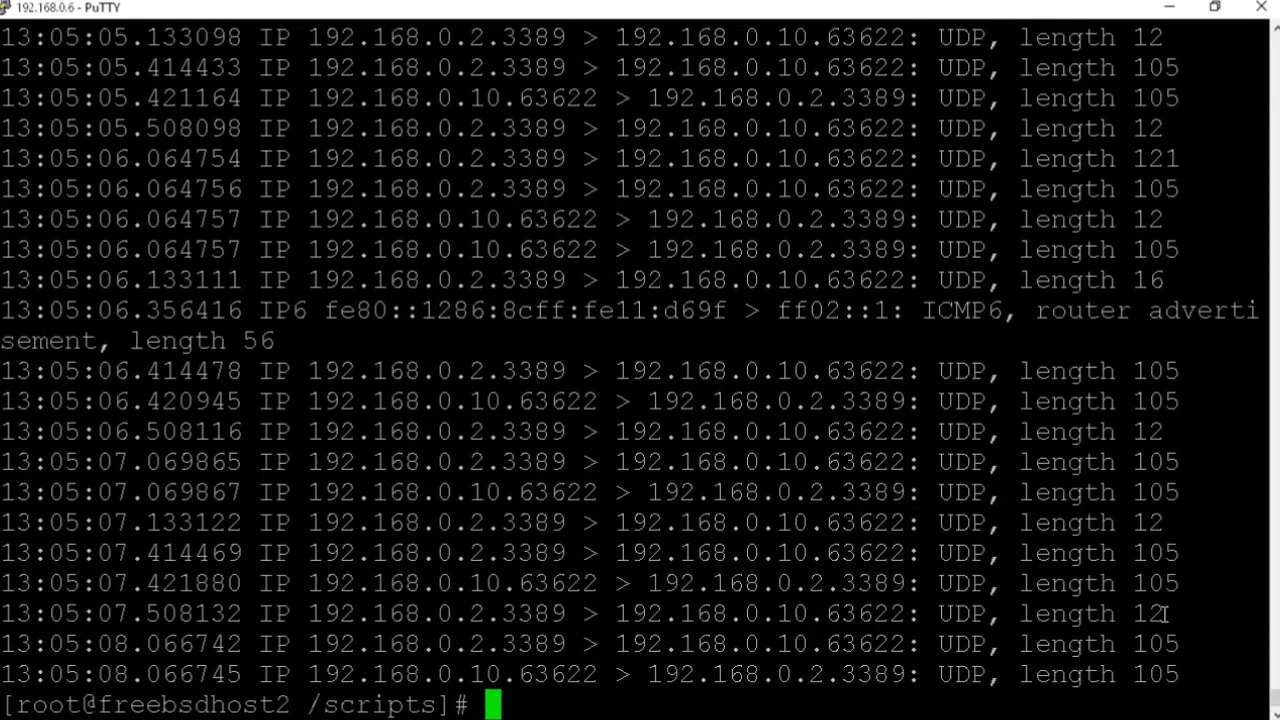 192.168.0.6 - PuTTY
13:05:05.133098 IP 192.168.0.2.3389 > 192.168.0.10.63622: UDP, length 12
13:05:05.414433 IP 192.168.0.2.3389 > 192.168.0.10.63622: UDP, length 105
13:05:05.421164 IP 192.168.0.10.63622 > 192.168.0.2.3389: UDP, length 105
13:05:05.508098 IP 192.168.0.2.3389 > 192.168.0.10.63622: UDP, length 12
13:05:06.064754 IP 192.168.0.2.3389 > 192.168.0.10.63622: UDP, length 121
13:05:06.064756 IP 192.168.0.2.3389 > 192.168.0.10.63622: UDP, length 105
13:05:06.064757 IP 192.168.0.10.63622 > 192.168.0.2.3389: UDP, length 12
13:05:06.064757 IP 192.168.0.10.63622 > 192.168.0.2.3389: UDP, length 105
13:05:06.133111 IP 192.168.0.2.3389 > 192.168.0.10.63622: UDP, length 16
13:05:06.356416 IP6 fe80::1286:8cff:fe11:d69f > ff02::1: ICMP6, router adverti
sement, length 56
13:05:06.414478 IP 192.168.0.2.3389 > 192.168.0.10.63622: UDP, length 105
13:05:06.420945 IP 192.168.0.10.63622 > 192.168.0.2.3389: UDP, length 105
13:05:06.508116 IP 192.168.0.2.3389 > 192.168.0.10.63622: UDP, length 12
13:05:07.069865 IP 192.168.0.2.3389 > 192.168.0.10.63622: UDP, length 105
13:05:07.069867 IP 192.168.0.10.63622 > 192.168.0.2.3389: UDP, length 105
13:05:07.133122 IP 192.168.0.2.3389 > 192.168.0.10.63622: UDP, length 12
13:05:07.414469 IP 192.168.0.2.3389 > 192.168.0.10.63622: UDP, length 105
13:05:07.421880 IP 192.168.0.10.63622 > 192.168.0.2.3389: UDP, length 105
13:05:07.508132 IP 192.168.0.2.3389 > 192.168.0.10.63622: UDP, length 12
13:05:08.066742 IP 192.168.0.2.3389 > 192.168.0.10.63622: UDP, length 105
13:05:08.066745 IP 192.168.0.10.63622 > 192.168.0.2.3389: UDP, length 105
[root@freebsdhost2 /scripts]#